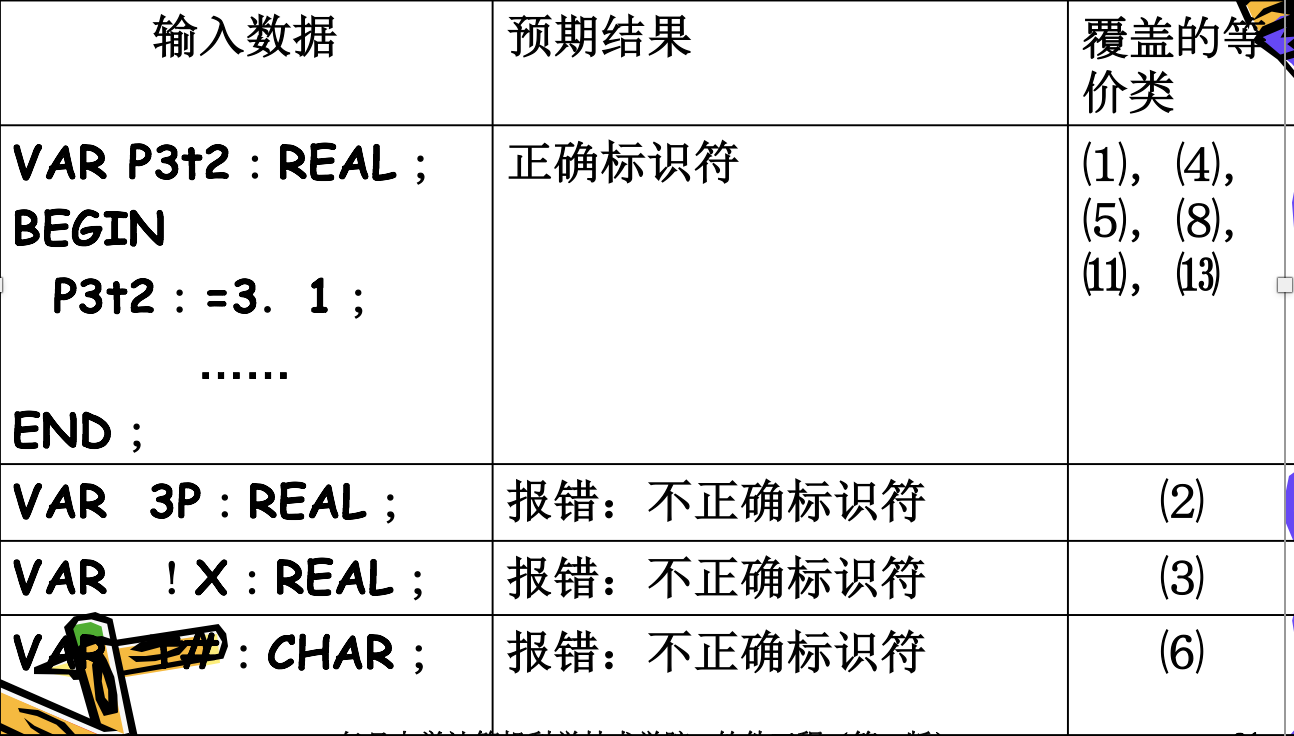 输入数据
预期结果
覆盖的等
价类
VAR P3t2：REAL；
BEGIN
P3t2：=3. 1；
......
END；
正确标识符
⑴，⑷，
⑸，⑻，
⑾，⒀
VAR 3P：REAL；
报错：不正确标识符
⑵
VAR ！X：REAL；
报错：不正确标识符
⑶
VAR T#：CHAR；
报错：不正确标识符
⑹